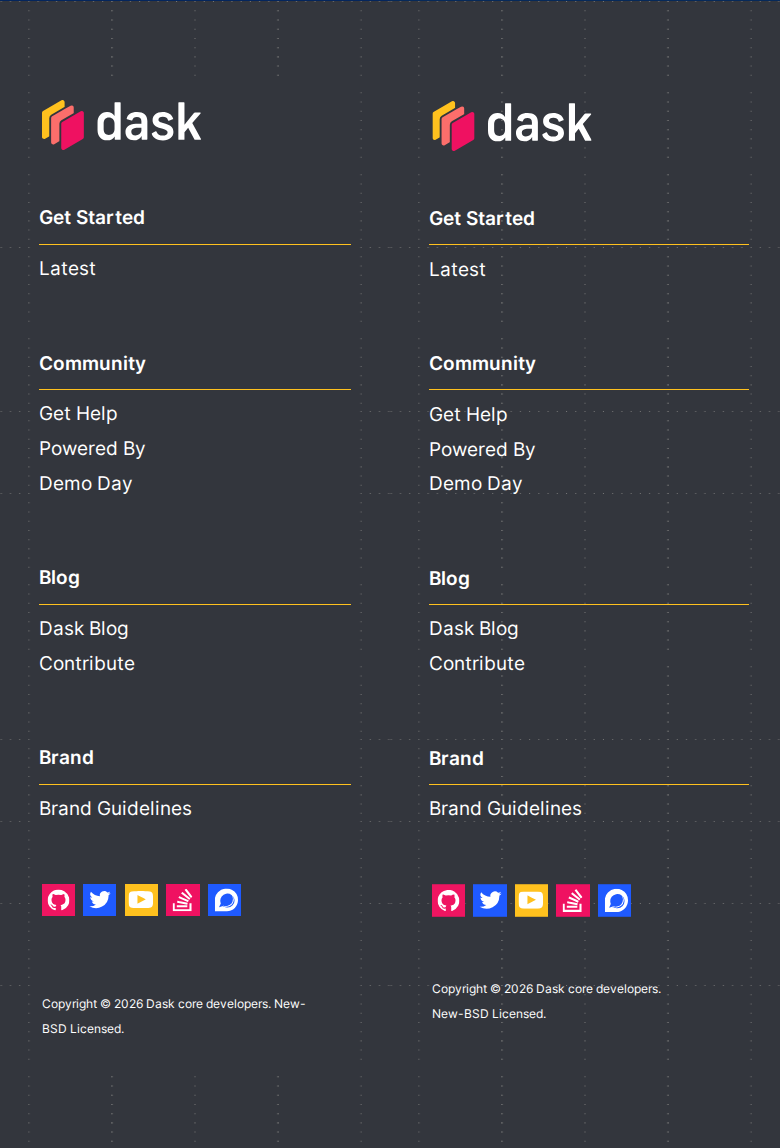 dask
Get Started
Latest
Community
Get Help
Powered By
Demo Day
Blog
Dask Blog
Contribute
Brand
Brand Guidelines
Copyright © 2026 Dask core developers. New-
BSD Licensed.
dask
Get Started
Latest
Community
Get Help
Powered By
Demo Day
Blog
Dask Blog
Contribute
Brand
Brand Guidelines
Copyright © 2026 Dask core developers.
New-BSD Licensed.